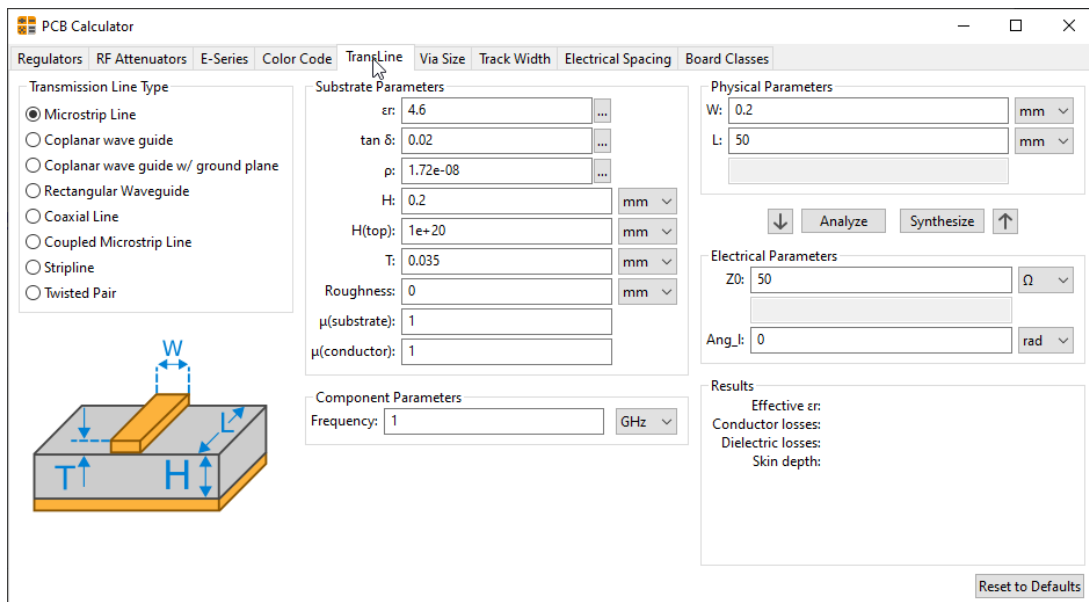 PCB Calculator
Regulators RF Attenuators E-Series Color Code TransLine Via Size Track Width Electrical Spacing Board Classes
Transmission Line Type
Microstrip Line
Coplanar wave guide
Coplanar wave guide w/ ground plane
Rectangular Waveguide
Coaxial Line
Coupled Microstrip Line
Stripline
Twisted Pair
W
L
T
H
Substrate Parameters
εr: 4.6 ...
tan δ: 0.02 ...
ρ: 1.72e-08 ...
H: 0.2 mm
H(top): 1e+20 mm
T: 0.035 mm
Roughness: 0 mm
μ(substrate): 1
μ(conductor): 1
Component Parameters
Frequency: 1 GHz
Physical Parameters
W: 0.2 mm
L: 50 mm
Analyze Synthesize
Electrical Parameters
Z0: 50 Ω
Ang_l: 0 rad
Results
Effective εr:
Conductor losses:
Dielectric losses:
Skin depth:
Reset to Defaults